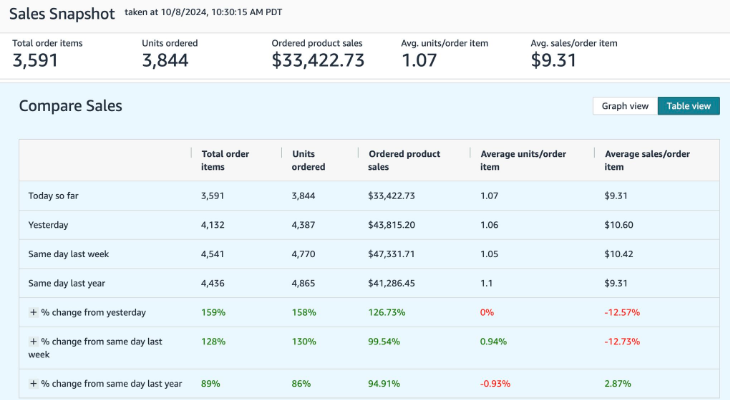 Sales Snapshot taken at 10/8/2024, 10:30:15 AM PDT
Total order items Units ordered Ordered product sales Avg. units/order item Avg. sales/order item
3,591 3,844 $33,422.73 1.07 $9.31
Compare Sales Graph view Table view
Total order items Units ordered Ordered product sales Average units/order item Average sales/order item
Today so far 3,591 3,844 $33,422.73 1.07 $9.31
Yesterday 4,132 4,387 $43,815.20 1.06 $10.60
Same day last week 4,541 4,770 $47,331.71 1.05 $10.42
Same day last year 4,436 4,865 $41,286.45 1.1 $9.31
+ % change from yesterday 159% 158% 126.73% 0% -12.57%
+ % change from same day last week 128% 130% 99.54% 0.94% -12.73%
+ % change from same day last year 89% 86% 94.91% -0.93% 2.87%